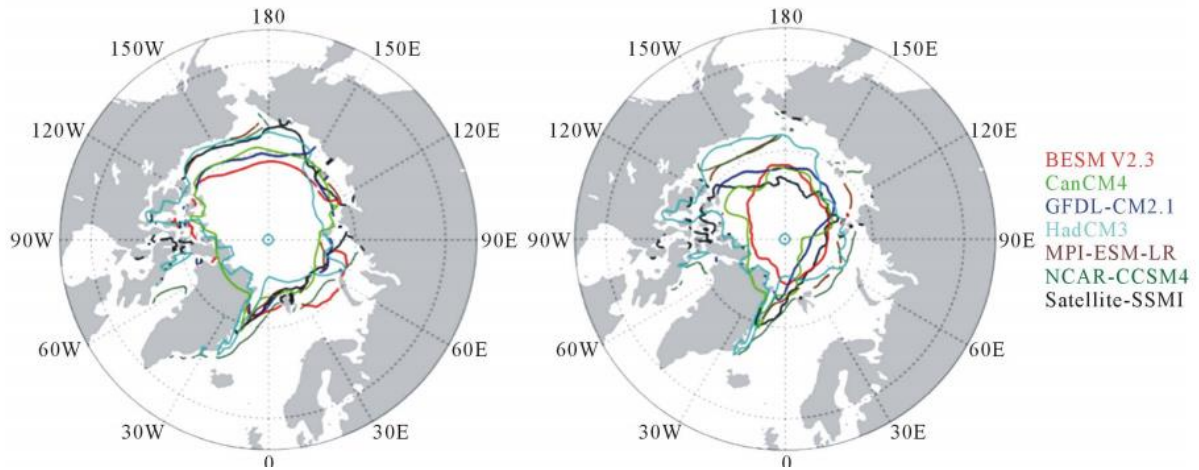 180
150W
150E
120W
120E
90W
90E
60W
60E
30W
30E
0
180
150W
150E
120W
120E
90W
90E
60W
60E
30W
30E
0
BESM V2.3
CanCM4
GFDL-CM2.1
HadCM3
MPI-ESM-LR
NCAR-CCSM4
Satellite-SSMI